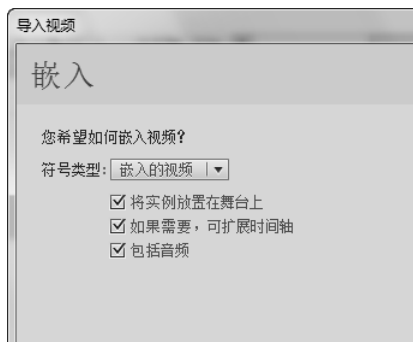 导入视频
嵌入
您希望如何嵌入视频?
符号类型: 嵌入的视频
将实例放置在舞台上
如果需要，可扩展时间轴
包括音频